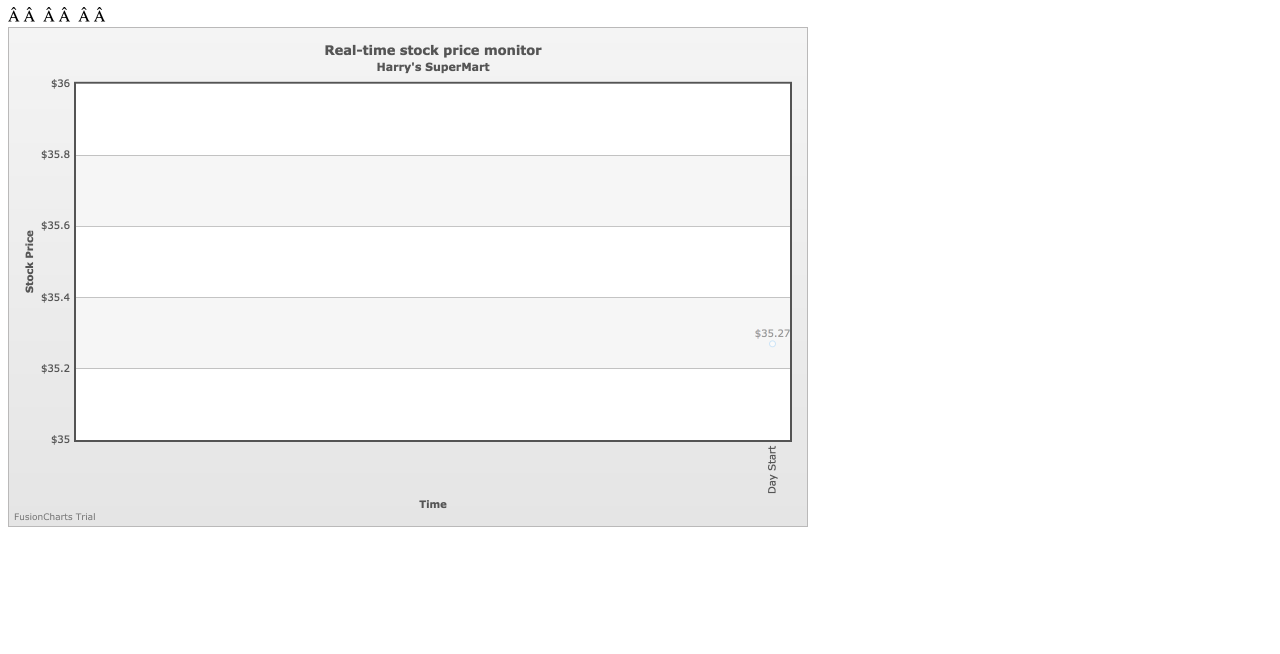 Â Â  Â Â  Â Â
Real-time stock price monitor
Harry's SuperMart
$36
$35.8
$35.6
$35.4
$35.2
$35
Stock Price
$35.27
Day Start
Time
FusionCharts Trial